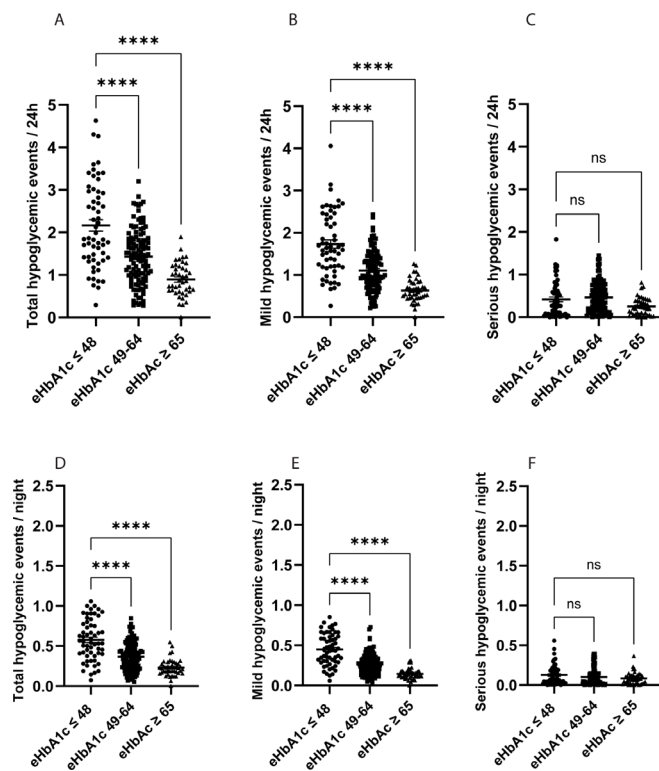 A
B
C
****
****
****
****
ns
ns
Total hypoglycemic events / 24h
5
4
3
2
1
0
eHbA1c ≤ 48
eHbA1c 49-64
eHbAc ≥ 65
Mild hypoglycemic events / 24h
5
4
3
2
1
0
eHbA1c ≤ 48
eHbA1c 49-64
eHbAc ≥ 65
Serious hypoglycemic events / 24h
5
4
3
2
1
0
eHbA1c ≤ 48
eHbA1c 49-64
eHbAc ≥ 65
D
E
F
****
****
****
****
ns
ns
Total hypoglycemic events / night
2.5
2.0
1.5
1.0
0.5
0.0
eHbA1c ≤ 48
eHbA1c 49-64
eHbAc ≥ 65
Mild hypoglycemic events / night
2.5
2.0
1.5
1.0
0.5
0.0
eHbA1c ≤ 48
eHbA1c 49-64
eHbAc ≥ 65
Serious hypoglycemic events / night
2.5
2.0
1.5
1.0
0.5
0.0
eHbA1c ≤ 48
eHbA1c 49-64
eHbAc ≥ 65